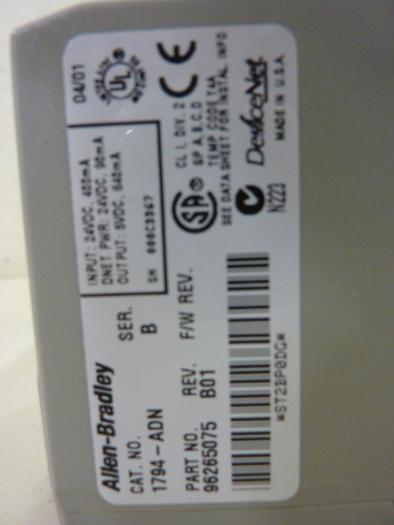 Allen-Bradley
CAT. NO. SER.
1794-ADN B
PART NO. REV. F/W REV.
96265075 B01
INPUT: 24VDC, 400mA
DNET PWR: 24VDC, 90mA
OUTPUT: 5VDC, 640mA
SN
04/01
UL
CE
CL I, DIV. 2
GP A,B,C,D
TEMP CODE T4A
SEE DATA SHEET FOR INSTAL. INFO
N223
DeviceNet
MADE IN U.S.A.
*ST2BP0DC*